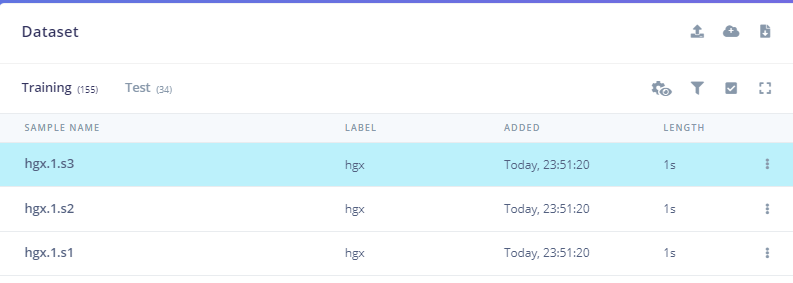 Dataset
Training (155) Test (34)
SAMPLE NAME LABEL ADDED LENGTH
hgx.1.s3 hgx Today, 23:51:20 1s
hgx.1.s2 hgx Today, 23:51:20 1s
hgx.1.s1 hgx Today, 23:51:20 1s